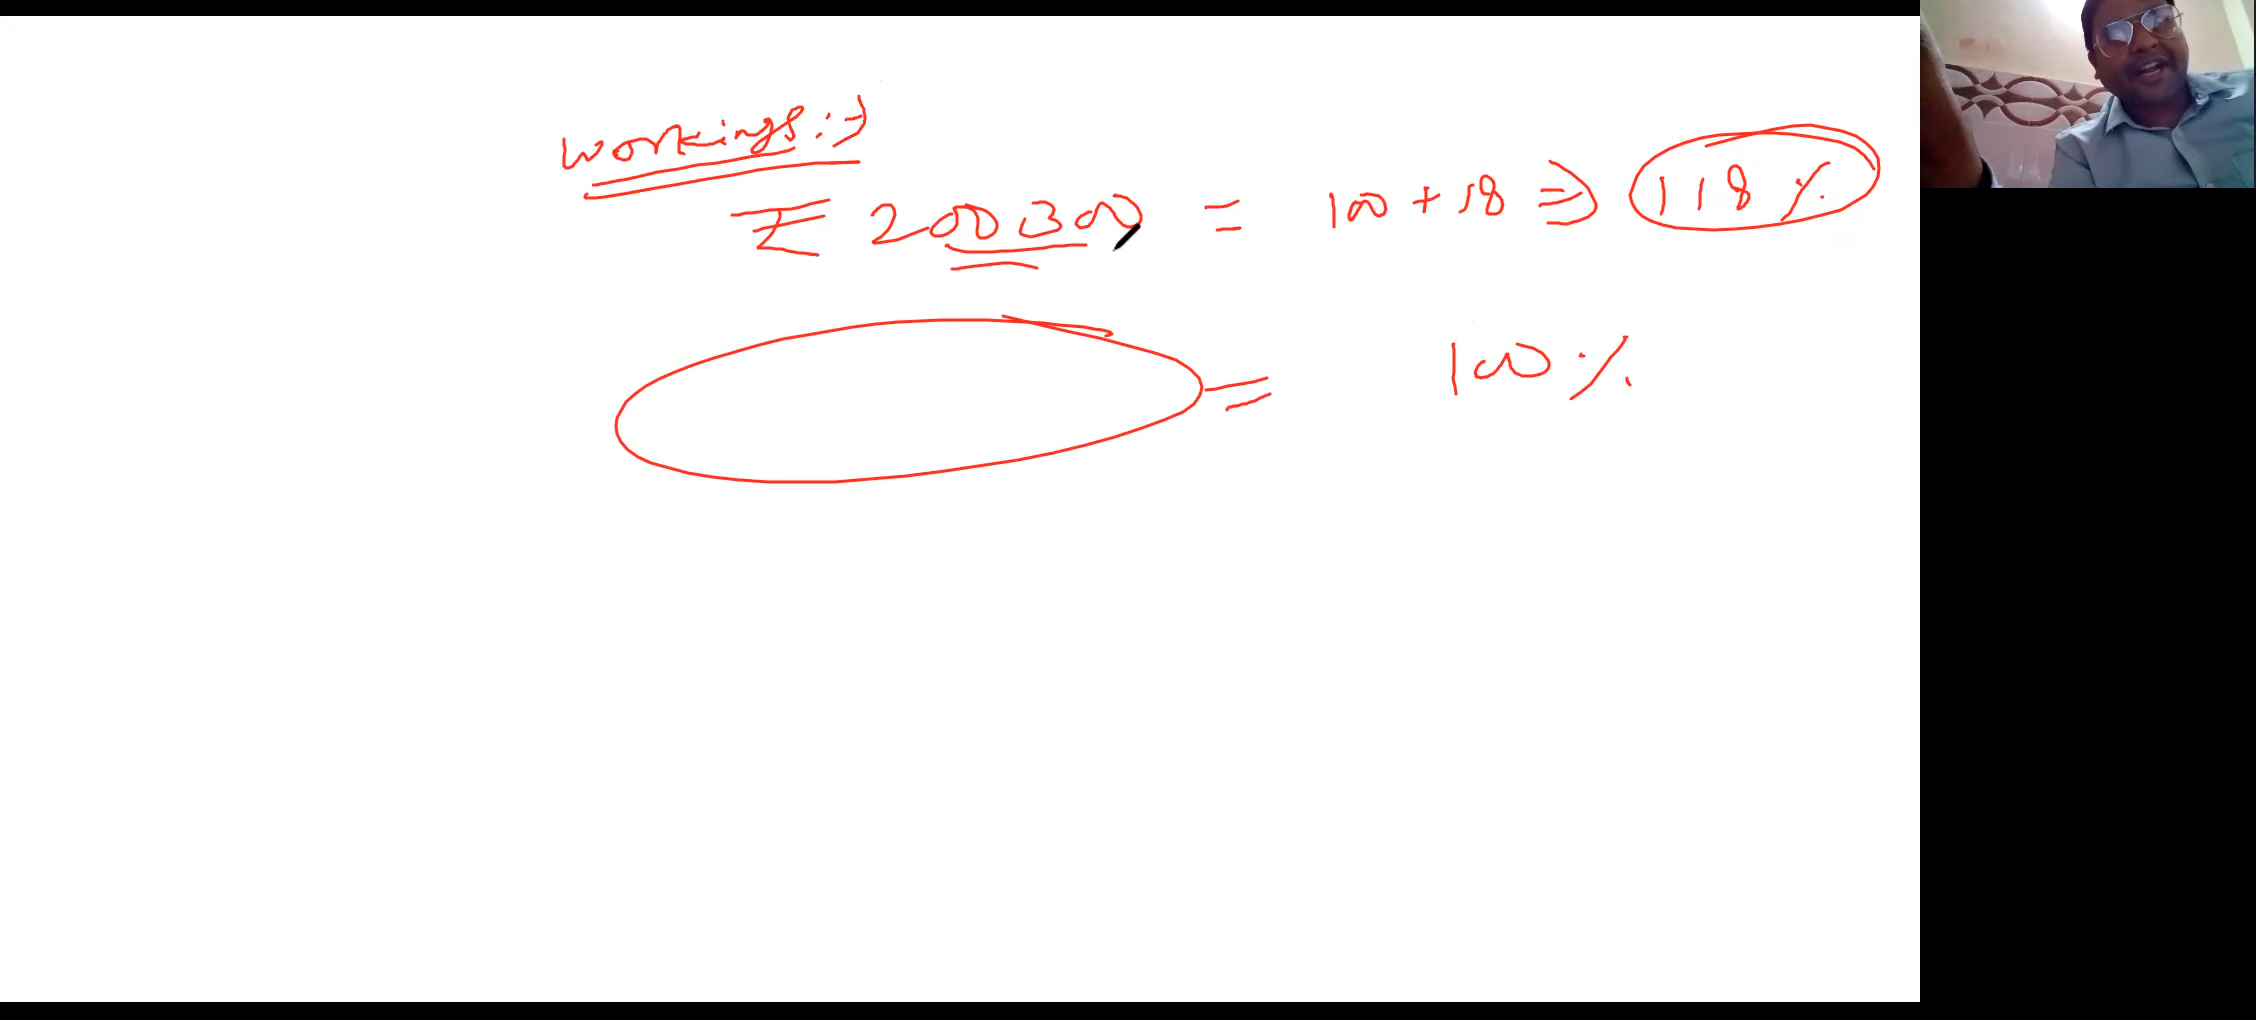 workings :-
₹ 200300 = 100 + 18 ⇒ 118 %
= 100 %